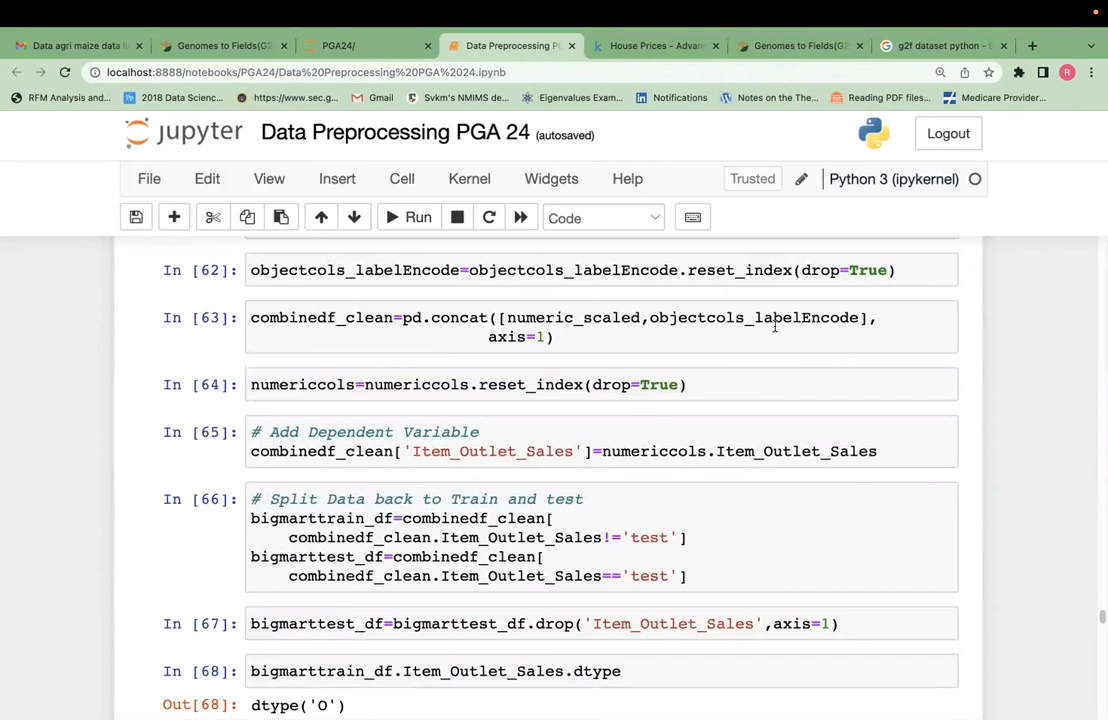 Data agri maize data
Genomes to Fields(G2
PGA24/
Data Preprocessing PG
House Prices - Advan
Genomes to Fields(G2
g2f dataset python - G
localhost:8888/notebooks/PGA24/Data%20Preprocessing%20PGA%2024.ipynb
R
RFM Analysis and...
2018 Data Scienc...
https://www.sec.g...
Gmail
Svkm's NMIMS de...
Eigenvalues Exam...
Notifications
Notes on the The...
Reading PDF files...
Medicare Provider...
jupyter
Data Preprocessing PGA 24 (autosaved)
Logout
File Edit View Insert Cell Kernel Widgets Help
Trusted
Python 3 (ipykernel)
Run
Code
In [62]: objectcols_labelEncode=objectcols_labelEncode.reset_index(drop=True)
In [63]: combinedf_clean=pd.concat([numeric_scaled,objectcols_labelEncode],
axis=1)
In [64]: numericcols=numericcols.reset_index(drop=True)
In [65]: # Add Dependent Variable
combinedf_clean['Item_Outlet_Sales']=numericcols.Item_Outlet_Sales
In [66]: # Split Data back to Train and test
bigmarttrain_df=combinedf_clean[
combinedf_clean.Item_Outlet_Sales!='test']
bigmarttest_df=combinedf_clean[
combinedf_clean.Item_Outlet_Sales=='test']
In [67]: bigmarttest_df=bigmarttest_df.drop('Item_Outlet_Sales',axis=1)
In [68]: bigmarttrain_df.Item_Outlet_Sales.dtype
Out[68]: dtype('O')